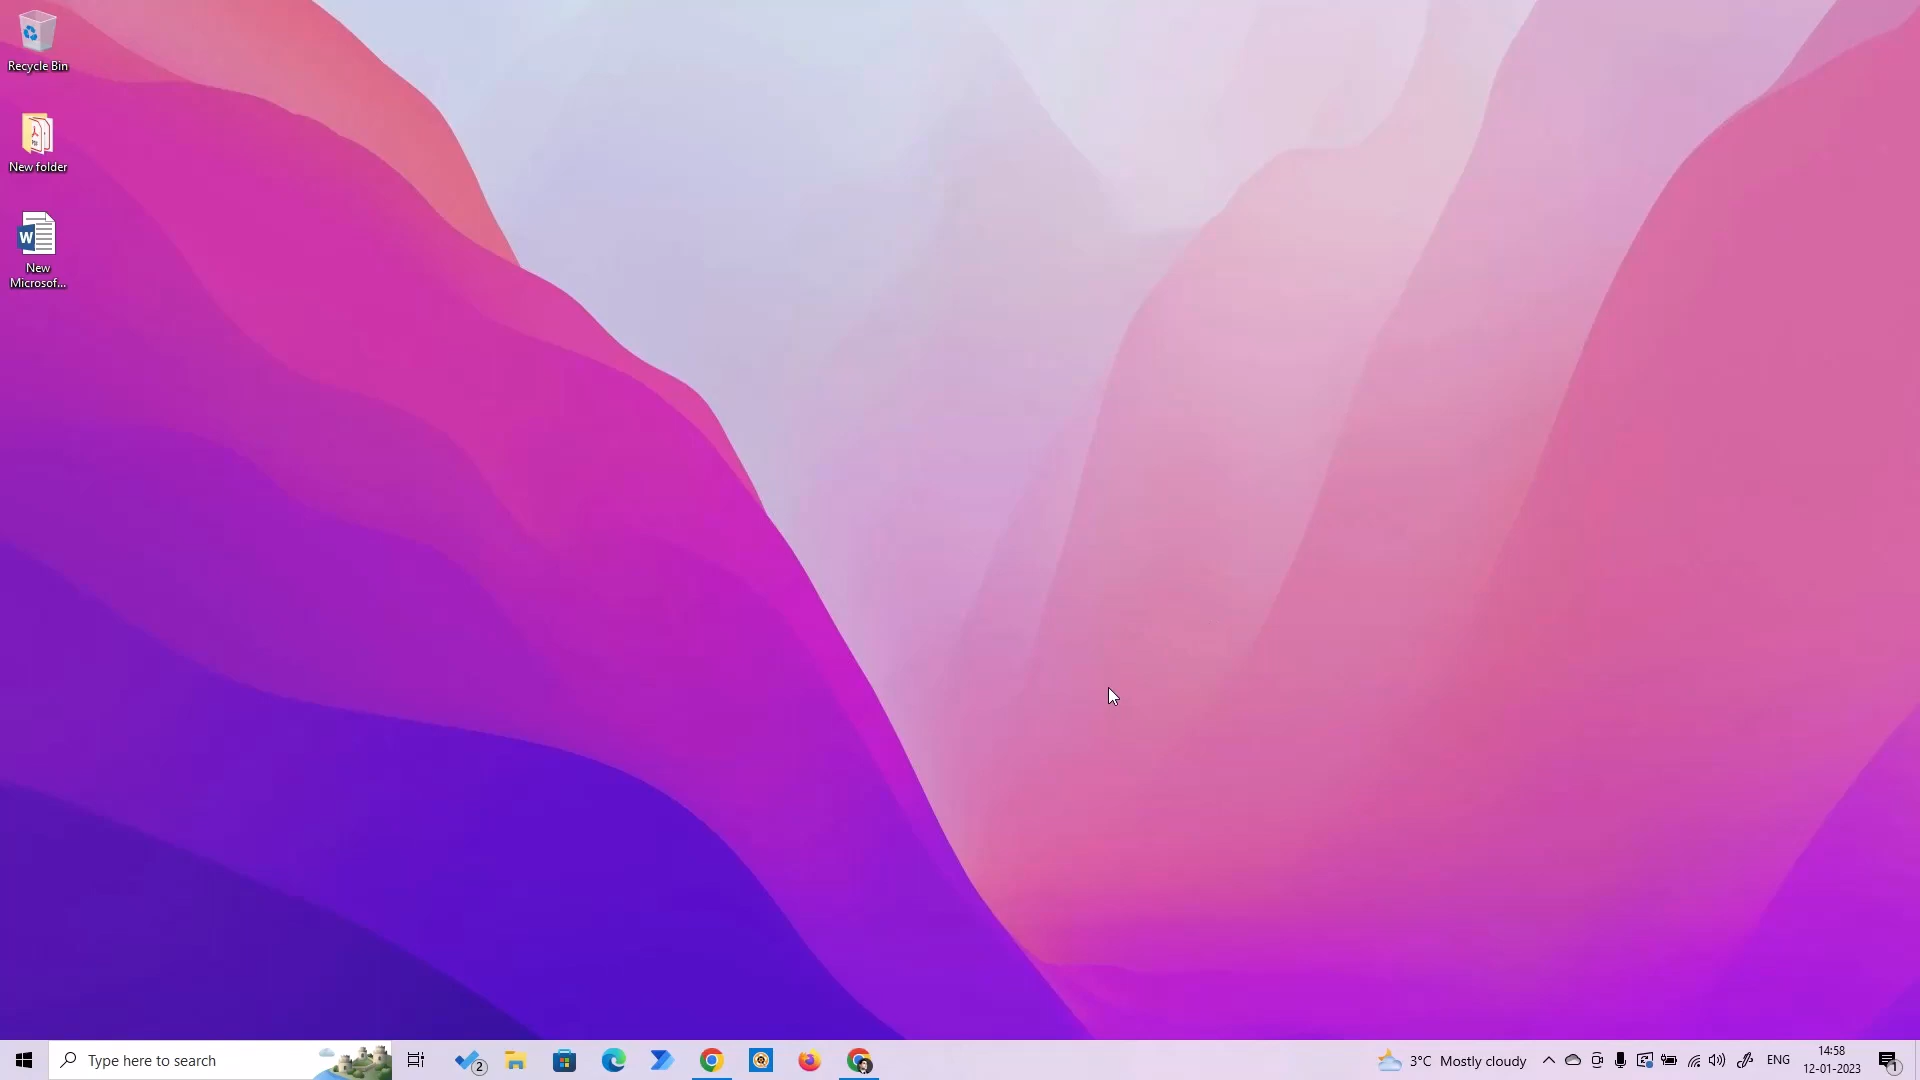 Recycle Bin
New folder
New
Microsof...
Type here to search
2
3°C Mostly cloudy
ENG
14:58
12-01-2023
1